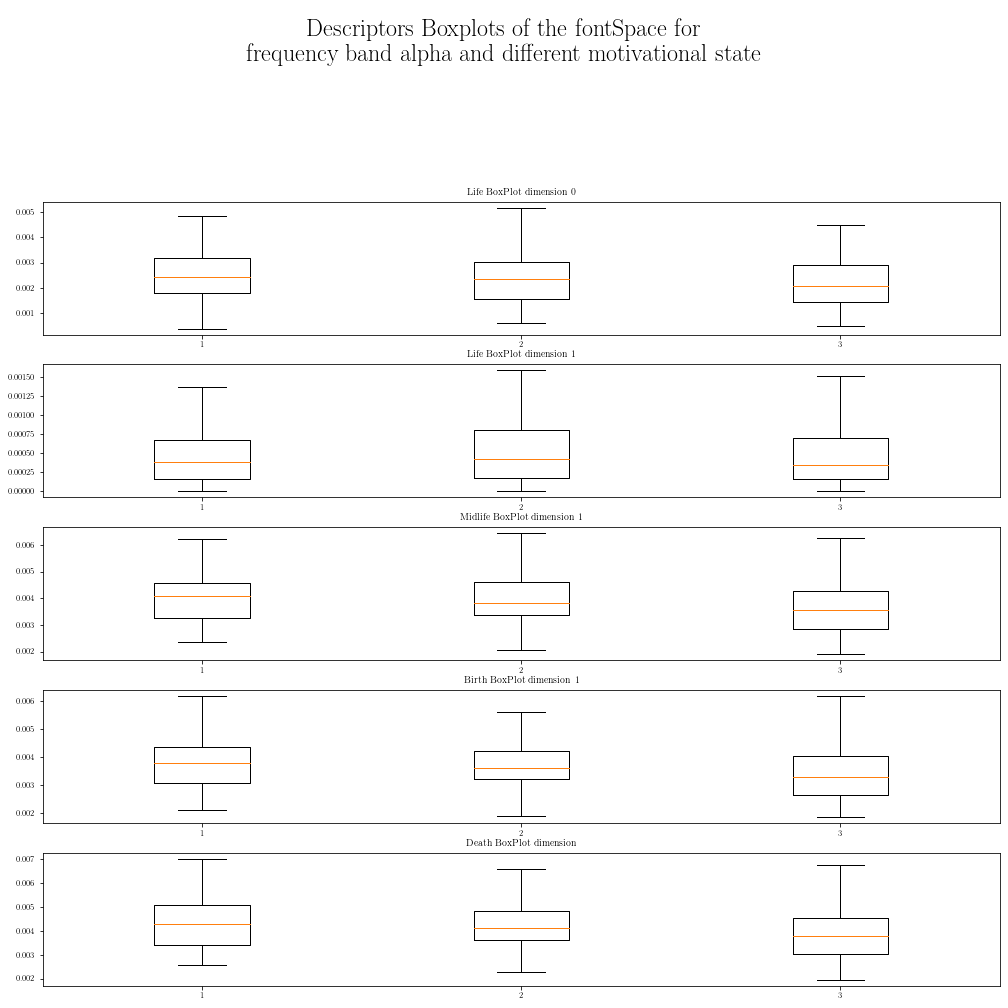 Descriptors Boxplots of the fontSpace for
frequency band alpha and different motivational state
Life BoxPlot dimension 0
0.005
0.004
0.003
0.002
0.001
1 2 3
Life BoxPlot dimension 1
0.00150
0.00125
0.00100
0.00075
0.00050
0.00025
0.00000
1 2 3
Midlife BoxPlot dimension 1
0.006
0.005
0.004
0.003
0.002
1 2 3
Birth BoxPlot dimension 1
0.006
0.005
0.004
0.003
0.002
1 2 3
Death BoxPlot dimension
0.007
0.006
0.005
0.004
0.003
0.002
1 2 3